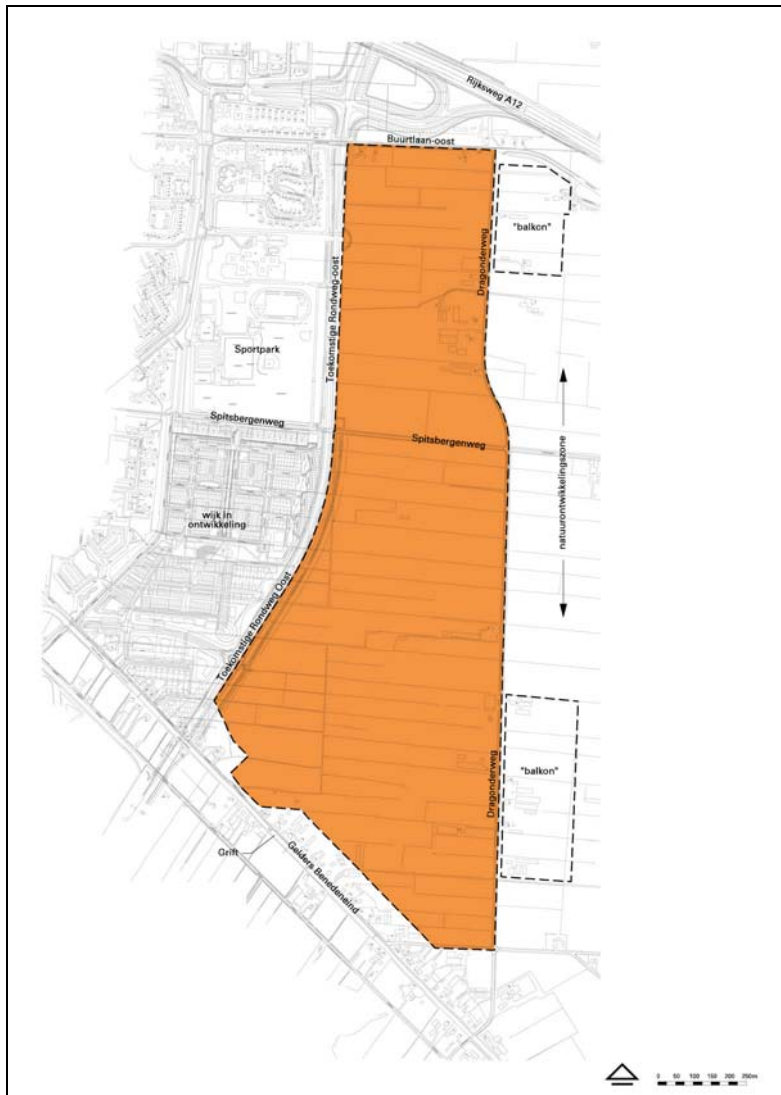 Rijksweg A12
Buurtlaan-oost
"balkon"
Dragonderweg
Toekomstige Rondweg-oost
Sportpark
Spitsbergenweg
Spitsbergenweg
natuurontwikkelingszone
wijk in
ontwikkeling
Toekomstige Rondweg Oost
"balkon"
Dragonderweg
Grift
Gelders Benedeneind
0 50 100 150 200 250m